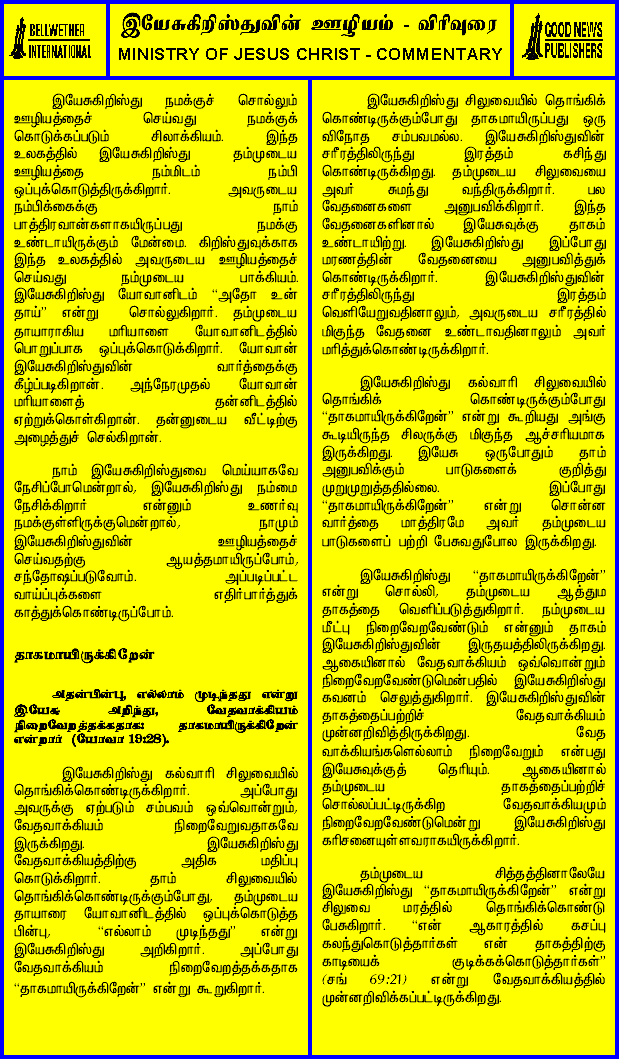 BELLWETHER
INTERNATIONAL
இயேசுகிறிஸ்துவின் ஊழியம் - விரிவுரை
MINISTRY OF JESUS CHRIST - COMMENTARY
GOOD NEWS
PUBLISHERS
இயேசுகிறிஸ்து நமக்குச் சொல்லும்
ஊழியத்தைச் செய்வது நமக்குக்
கொடுக்கப்படும் சிலாக்கியம். இந்த
உலகத்தில் இயேசுகிறிஸ்து தம்முடைய
ஊழியத்தை நம்மிடம் நம்பி
ஒப்புக்கொடுத்திருக்கிறார். அவருடைய
நம்பிக்கைக்கு நாம்
பாத்திரவான்களாகயிருப்பது நமக்கு
உண்டாயிருக்கும் மேன்மை. கிறிஸ்துவுக்காக
இந்த உலகத்தில் அவருடைய ஊழியத்தைச்
செய்வது நம்முடைய பாக்கியம்.
இயேசுகிறிஸ்து யோவானிடம் “அதோ உன்
தாய்” என்று சொல்லுகிறார். தம்முடைய
தாயாராகிய மரியாளை யோவானிடத்தில்
பொறுப்பாக ஒப்புக்கொடுக்கிறார். யோவான்
இயேசுகிறிஸ்துவின் வார்த்தைக்கு
கீழ்ப்படிகிறான். அந்நேரமுதல் யோவான்
மரியாளைத் தன்னிடத்தில்
ஏற்றுக்கொள்கிறான். தன்னுடைய வீட்டிற்கு
அழைத்துச் செல்கிறான்.
நாம் இயேசுகிறிஸ்துவை மெய்யாகவே
நேசிப்போமென்றால், இயேசுகிறிஸ்து நம்மை
நேசிக்கிறார் என்னும் உணர்வு
நமக்குள்ளிருக்குமென்றால், நாமும்
இயேசுகிறிஸ்துவின் ஊழியத்தைச்
செய்வதற்கு ஆயத்தமாயிருப்போம்,
சந்தோஷப்படுவோம். அப்படிப்பட்ட
வாய்ப்புக்களை எதிர்பார்த்துக்
காத்துக்கொண்டிருப்போம்.
தாகமாயிருக்கிறேன்
அதன்பின்பு, எல்லாம் முடிந்தது என்று
இயேசு அறிந்து, வேதவாக்கியம்
நிறைவேறத்தக்கதாக: தாகமாயிருக்கிறேன்
என்றார் (யோவா 19:28).
இயேசுகிறிஸ்து கல்வாரி சிலுவையில்
தொங்கிக்கொண்டிருக்கிறார். அப்போது
அவருக்கு ஏற்படும் சம்பவம் ஒவ்வொன்றும்,
வேதவாக்கியம் நிறைவேறுவதாகவே
இருக்கிறது. இயேசுகிறிஸ்து
வேதவாக்கியத்திற்கு அதிக மதிப்பு
கொடுக்கிறார். தாம் சிலுவையில்
தொங்கிக்கொண்டிருக்கும்போது, தம்முடைய
தாயாரை யோவானிடத்தில் ஒப்புக்கொடுத்த
பின்பு, “எல்லாம் முடிந்தது” என்று
இயேசுகிறிஸ்து அறிகிறார். அப்போது
வேதவாக்கியம் நிறைவேறத்தக்கதாக
“தாகமாயிருக்கிறேன்” என்று கூறுகிறார்.
இயேசுகிறிஸ்து சிலுவையில் தொங்கிக்
கொண்டிருக்கும்போது தாகமாயிருப்பது ஒரு
விநோத சம்பவமல்ல. இயேசுகிறிஸ்துவின்
சரீரத்திலிருந்து இரத்தம் கசிந்து
கொண்டிருக்கிறது. தம்முடைய சிலுவையை
அவர் சுமந்து வந்திருக்கிறார். பல
வேதனைகளை அனுபவிக்கிறார். இந்த
வேதனைகளினால் இயேசுவுக்கு தாகம்
உண்டாயிற்று. இயேசுகிறிஸ்து இப்போது
மரணத்தின் வேதனையை அனுபவித்துக்
கொண்டிருக்கிறார். இயேசுகிறிஸ்துவின்
சரீரத்திலிருந்து இரத்தம்
வெளியேறுவதினாலும், அவருடைய சரீரத்தில்
மிகுந்த வேதனை உண்டாவதினாலும் அவர்
மரித்துக்கொண்டிருக்கிறார்.
இயேசுகிறிஸ்து கல்வாரி சிலுவையில்
தொங்கிக் கொண்டிருக்கும்போது
“தாகமாயிருக்கிறேன்” என்று கூறியது அங்கு
கூடியிருந்த சிலருக்கு மிகுந்த ஆச்சரியமாக
இருக்கிறது. இயேசு ஒருபோதும் தாம்
அனுபவிக்கும் பாடுகளைக் குறித்து
முறுமுறுத்ததில்லை. இப்போது
“தாகமாயிருக்கிறேன்” என்று சொன்ன
வார்த்தை மாத்திரமே அவர் தம்முடைய
பாடுகளைப் பற்றி பேசுவதுபோல இருக்கிறது.
இயேசுகிறிஸ்து “தாகமாயிருக்கிறேன்”
என்று சொல்லி, தம்முடைய ஆத்தும
தாகத்தை வெளிப்படுத்துகிறார். நம்முடைய
மீட்பு நிறைவேறவேண்டும் என்னும் தாகம்
இயேசுகிறிஸ்துவின் இருதயத்திலிருக்கிறது.
ஆகையினால் வேதவாக்கியம் ஒவ்வொன்றும்
நிறைவேறவேண்டுமென்பதில் இயேசுகிறிஸ்து
கவனம் செலுத்துகிறார். இயேசுகிறிஸ்துவின்
தாகத்தைப்பற்றிச் வேதவாக்கியம்
முன்னறிவித்திருக்கிறது. வேத
வாக்கியங்களெல்லாம் நிறைவேறும் என்பது
இயேசுவுக்குத் தெரியும். ஆகையினால்
தம்முடைய தாகத்தைப்பற்றிச்
சொல்லப்பட்டிருக்கிற வேதவாக்கியமும்
நிறைவேறவேண்டுமென்று இயேசுகிறிஸ்து
கரிசனையுள்ளவராகயிருக்கிறார்.
தம்முடைய சித்தத்தினாலேயே
இயேசுகிறிஸ்து “தாகமாயிருக்கிறேன்” என்று
சிலுவை மரத்தில் தொங்கிக்கொண்டு
பேசுகிறார். “என் ஆகாரத்தில் கசப்பு
கலந்துகொடுத்தார்கள் என் தாகத்திற்கு
காடியைக் குடிக்கக்கொடுத்தார்கள்”
(சங் 69:21) என்று வேதவாக்கியத்தில்
முன்னறிவிக்கப்பட்டிருக்கிறது.